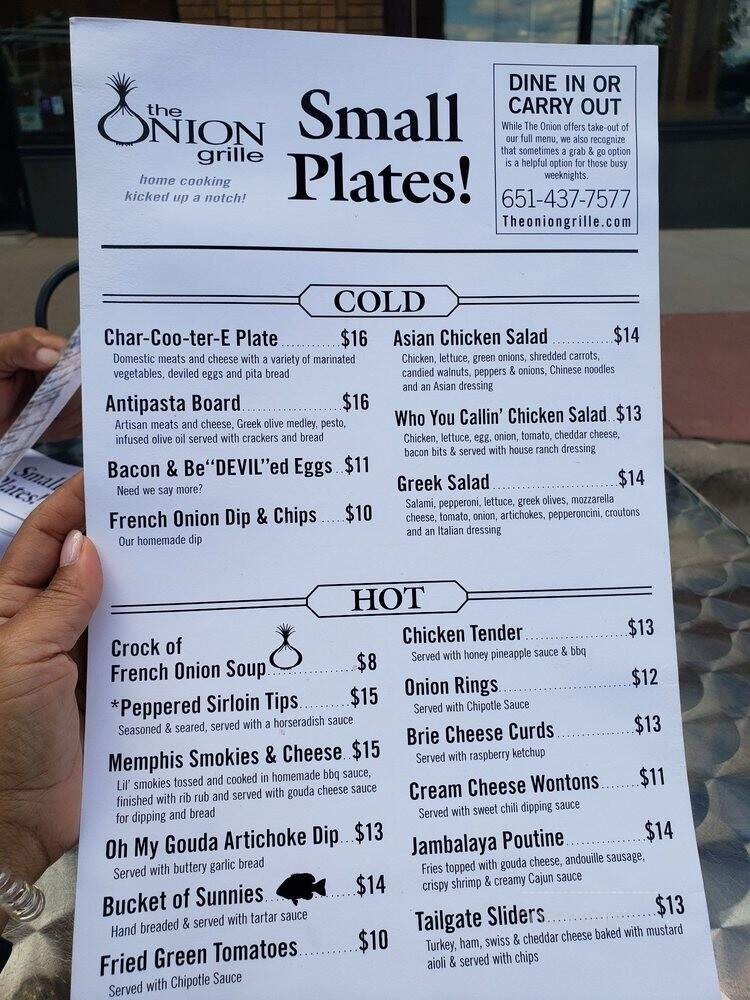 the
ONION
grille
home cooking
kicked up a notch!
Small
Plates!
DINE IN OR
CARRY OUT
While The Onion offers take-out of
our full menu, we also recognize
that sometimes a grab & go option
is a helpful option for those busy
weeknights.
651-437-7577
Theoniongrille.com
COLD
Char-Coo-ter-E Plate ............$16
Domestic meats and cheese with a variety of marinated
vegetables, deviled eggs and pita bread
Antipasta Board....................$16
Artisan meats and cheese, Greek olive medley, pesto,
infused olive oil served with crackers and bread
Bacon & Be"DEVIL"ed Eggs..$11
Need we say more?
French Onion Dip & Chips .....$10
Our homemade dip
Asian Chicken Salad ............$14
Chicken, lettuce, green onions, shredded carrots,
candied walnuts, peppers & onions, Chinese noodles
and an Asian dressing
Who You Callin' Chicken Salad..$13
Chicken, lettuce, egg, onion, tomato, cheddar cheese,
bacon bits & served with house ranch dressing
Greek Salad.........................$14
Salami, pepperoni, lettuce, greek olives, mozzarella
cheese, tomato, onion, artichokes, pepperoncini, croutons
and an Italian dressing
HOT
Crock of
French Onion Soup.................$8
*Peppered Sirloin Tips..........$15
Seasoned & seared, served with a horseradish sauce
Memphis Smokies & Cheese..$15
Lil' smokies tossed and cooked in homemade bbq sauce,
finished with rib rub and served with gouda cheese sauce
for dipping and bread
Oh My Gouda Artichoke Dip...$13
Served with buttery garlic bread
Bucket of Sunnies..................$14
Hand breaded & served with tartar sauce
Fried Green Tomatoes............$10
Served with Chipotle Sauce
Chicken Tender....................$13
Served with honey pineapple sauce & bbq
Onion Rings.........................$12
Served with Chipotle Sauce
Brie Cheese Curds................$13
Served with raspberry ketchup
Cream Cheese Wontons.......$11
Served with sweet chili dipping sauce
Jambalaya Poutine...............$14
Fries topped with gouda cheese, andouille sausage,
crispy shrimp & creamy Cajun sauce
Tailgate Sliders.....................$13
Turkey, ham, swiss & cheddar cheese baked with mustard
aioli & served with chips
Small
Plates!